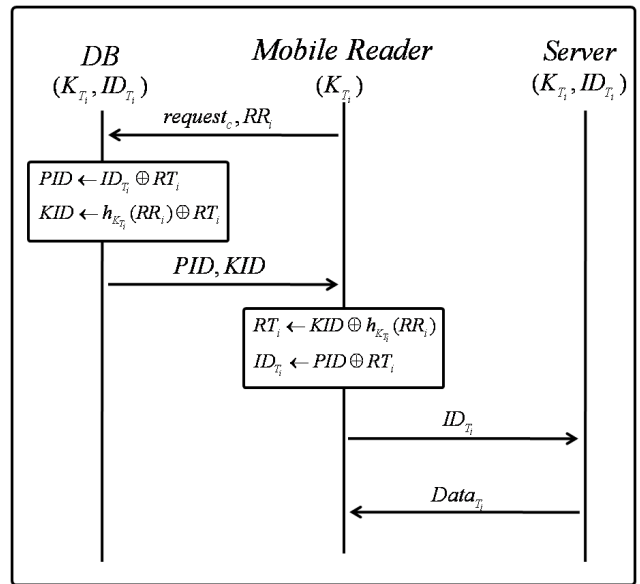 DB Mobile Reader Server
(K_{T_i}, ID_{T_i}) (K_{T_i}) (K_{T_i}, ID_{T_i})
request_c, RR_i
PID ← ID_{T_i} ⊕ RT_i
KID ← h_{K_{T_i}}(RR_i) ⊕ RT_i
PID, KID
RT_i ← KID ⊕ h_{K_{T_i}}(RR_i)
ID_{T_i} ← PID ⊕ RT_i
ID_{T_i}
Data_{T_i}